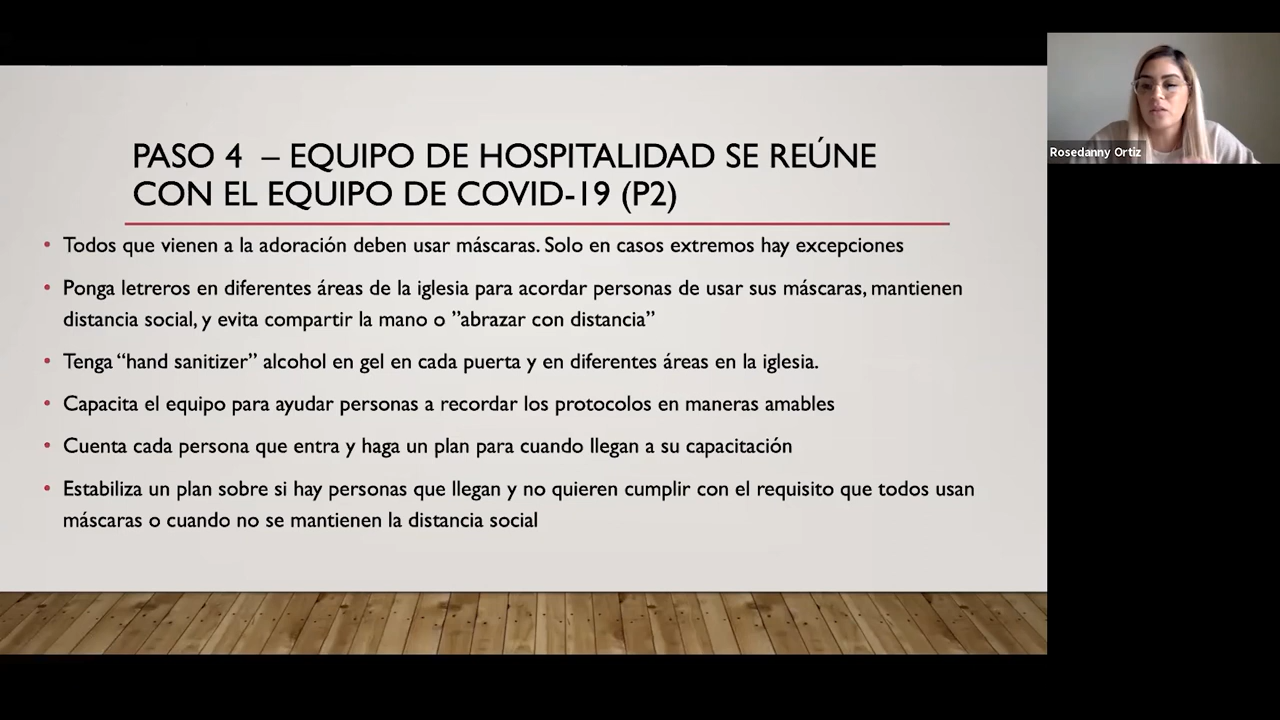 PASO 4 – EQUIPO DE HOSPITALIDAD SE REÚNE
CON EL EQUIPO DE COVID-19 (P2)
• Todos que vienen a la adoración deben usar máscaras. Solo en casos extremos hay excepciones
• Ponga letreros en diferentes áreas de la iglesia para acordar personas de usar sus máscaras, mantienen
distancia social, y evita compartir la mano o ”abrazar con distancia”
• Tenga “hand sanitizer” alcohol en gel en cada puerta y en diferentes áreas en la iglesia.
• Capacita el equipo para ayudar personas a recordar los protocolos en maneras amables
• Cuenta cada persona que entra y haga un plan para cuando llegan a su capacitación
• Estabiliza un plan sobre si hay personas que llegan y no quieren cumplir con el requisito que todos usan
máscaras o cuando no se mantienen la distancia social
Rosedanny Ortiz